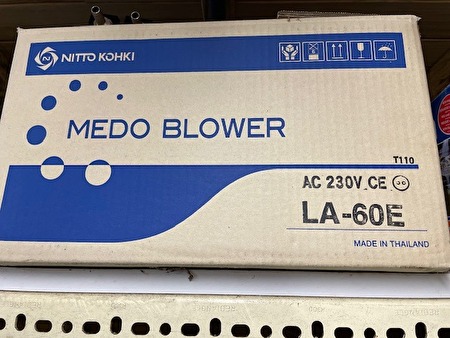 NITTO KOHKI
MEDO BLOWER
T110
AC 230V CE
LA-60E
MADE IN THAILAND